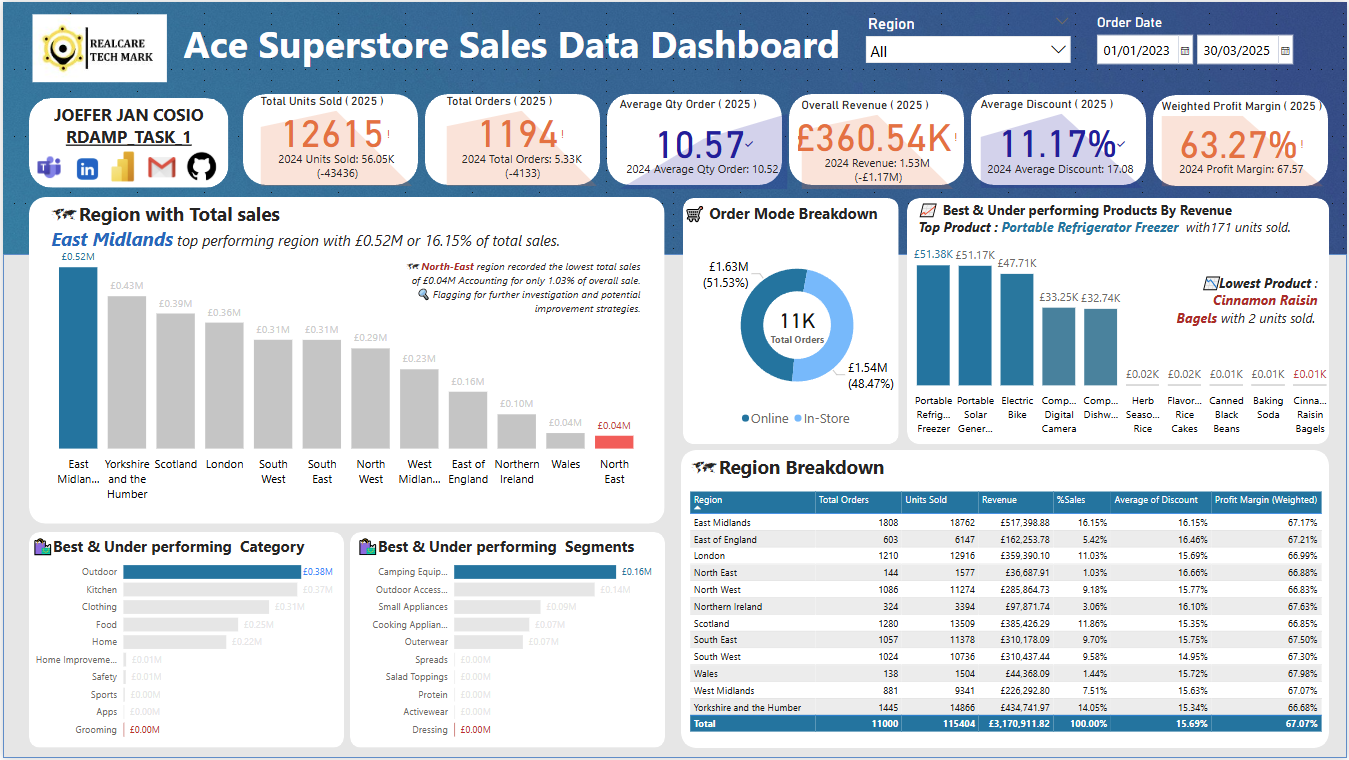 REALCARE
TECH MARK
Ace Superstore Sales Data Dashboard
Region
All
Order Date
01/01/2023
30/03/2025
JOEFER JAN COSIO
RDAMP_TASK_1
Total Units Sold ( 2025 )
12615!
2024 Units Sold: 56.05K
(-43436)
Total Orders ( 2025 )
1194!
2024 Total Orders: 5.33K
(-4133)
Average Qty Order ( 2025 )
10.57
2024 Average Qty Order: 10.52
Overall Revenue ( 2025 )
£360.54K!
2024 Revenue: 1.53M
(-£1.17M)
Average Discount ( 2025 )
11.17%
2024 Average Discount: 17.08
Weighted Profit Margin ( 2025 )
63.27%!
2024 Profit Margin: 67.57
Region with Total sales
East Midlands top performing region with £0.52M or 16.15% of total sales.
North-East region recorded the lowest total sales
of £0.04M Accounting for only 1.03% of overall sale.
Flagging for further investigation and potential
improvement strategies.
£0.52M
£0.43M
£0.39M
£0.36M
£0.31M
£0.31M
£0.29M
£0.23M
£0.16M
£0.10M
£0.04M
£0.04M
East
Midlan...
Yorkshire
and the
Humber
Scotland
London
South
West
South
East
North
West
West
Midlan...
East of
England
Northern
Ireland
Wales
North
East
Order Mode Breakdown
£1.63M
(51.53%)
11K
Total Orders
£1.54M
(48.47%)
Online
In-Store
Best & Under performing Products By Revenue
Top Product : Portable Refrigerator Freezer with171 units sold.
Lowest Product :
Cinnamon Raisin
Bagels with 2 units sold.
£51.38K
£51.17K
£47.71K
£33.25K
£32.74K
£0.02K
£0.02K
£0.01K
£0.01K
£0.01K
Portable
Refrig...
Freezer
Portable
Solar
Gener...
Electric
Bike
Comp...
Digital
Camera
Comp...
Dishw...
Herb
Seaso...
Rice
Flavor...
Rice
Cakes
Canned
Black
Beans
Baking
Soda
Cinna...
Raisin
Bagels
Best & Under performing Category
Outdoor £0.38M
Kitchen £0.37M
Clothing £0.31M
Food £0.25M
Home £0.22M
Home Improveme... £0.01M
Safety £0.01M
Sports £0.00M
Apps £0.00M
Grooming £0.00M
Best & Under performing Segments
Camping Equip... £0.16M
Outdoor Access... £0.14M
Small Appliances £0.09M
Cooking Applian... £0.07M
Outerwear £0.07M
Spreads £0.00M
Salad Toppings £0.00M
Protein £0.00M
Activewear £0.00M
Dressing £0.00M
Region Breakdown
Region Total Orders Units Sold Revenue %Sales Average of Discount Profit Margin (Weighted)
East Midlands 1808 18762 £517,398.88 16.15% 16.15% 67.17%
East of England 603 6147 £162,253.78 5.42% 16.46% 67.21%
London 1210 12916 £359,390.10 11.03% 15.69% 66.99%
North East 144 1577 £36,687.91 1.03% 16.66% 66.88%
North West 1086 11274 £285,864.73 9.18% 15.77% 66.83%
Northern Ireland 324 3394 £97,871.74 3.06% 16.10% 67.63%
Scotland 1280 13509 £385,426.29 11.86% 15.35% 66.85%
South East 1057 11378 £310,178.09 9.70% 15.75% 67.50%
South West 1024 10736 £310,437.44 9.58% 14.95% 67.30%
Wales 138 1504 £44,368.09 1.44% 15.72% 67.98%
West Midlands 881 9341 £226,292.80 7.51% 15.63% 67.07%
Yorkshire and the Humber 1445 14866 £434,741.97 14.05% 15.34% 66.68%
Total 11000 115404 £3,170,911.82 100.00% 15.69% 67.07%